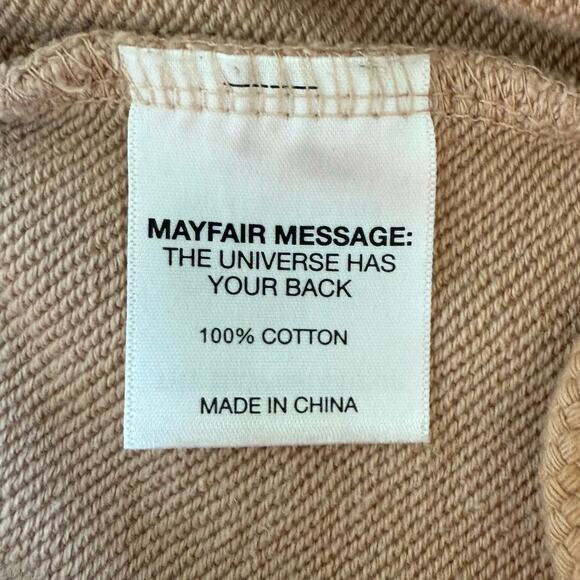 MAYFAIR MESSAGE:
THE UNIVERSE HAS
YOUR BACK
100% COTTON
MADE IN CHINA